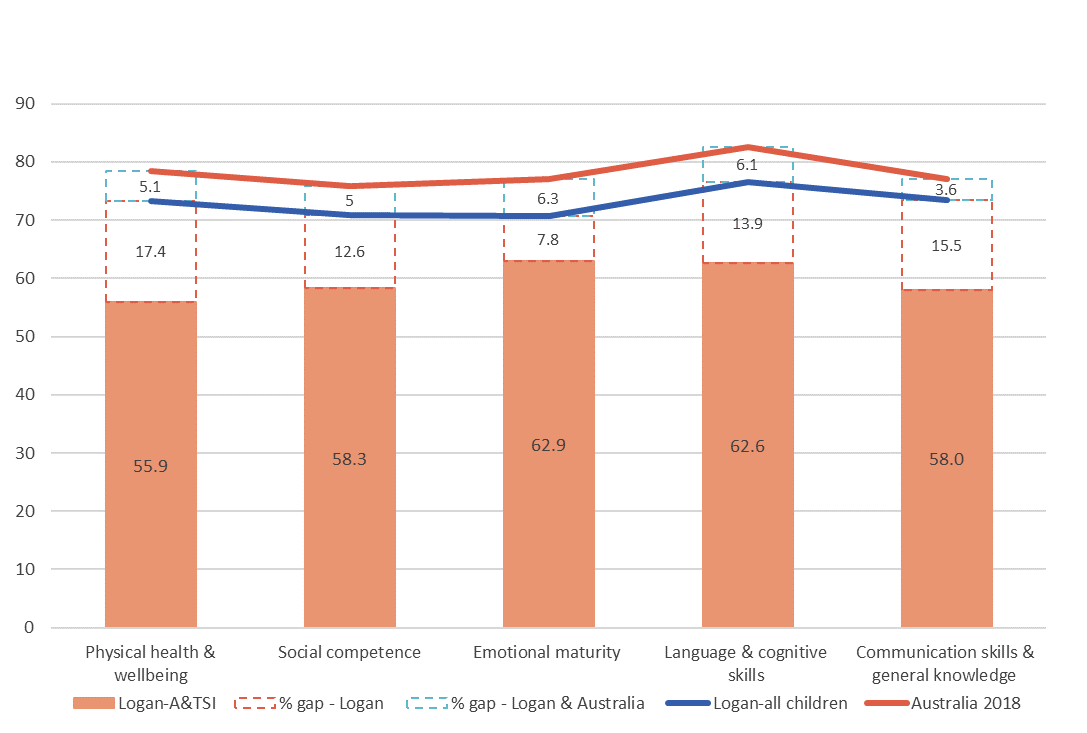 90
80
70
60
50
40
30
20
10
0
5.1
5
6.3
6.1
3.6
17.4
12.6
7.8
13.9
15.5
55.9
58.3
62.9
62.6
58.0
Physical health &
wellbeing
Social competence
Emotional maturity
Language & cognitive
skills
Communication skills &
general knowledge
Logan-A&TSI
% gap - Logan
% gap - Logan & Australia
Logan-all children
Australia 2018